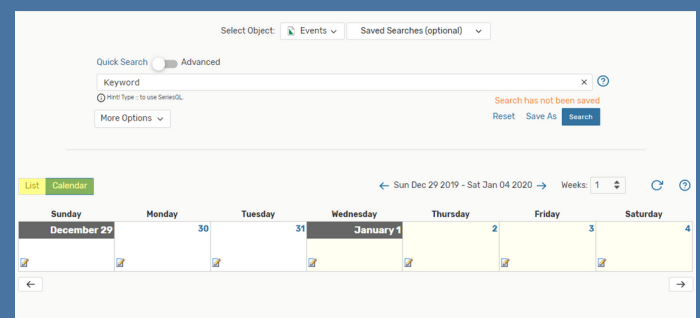 Select Object: Events Saved Searches (optional)
Quick Search Advanced
Keyword
Hint! Type :: to use SeriesQL.
Search has not been saved
More Options
Reset Save As Search
List Calendar
Sun Dec 29 2019 - Sat Jan 04 2020 Weeks: 1
Sunday Monday Tuesday Wednesday Thursday Friday Saturday
December 29 30 31 January 1 2 3 4